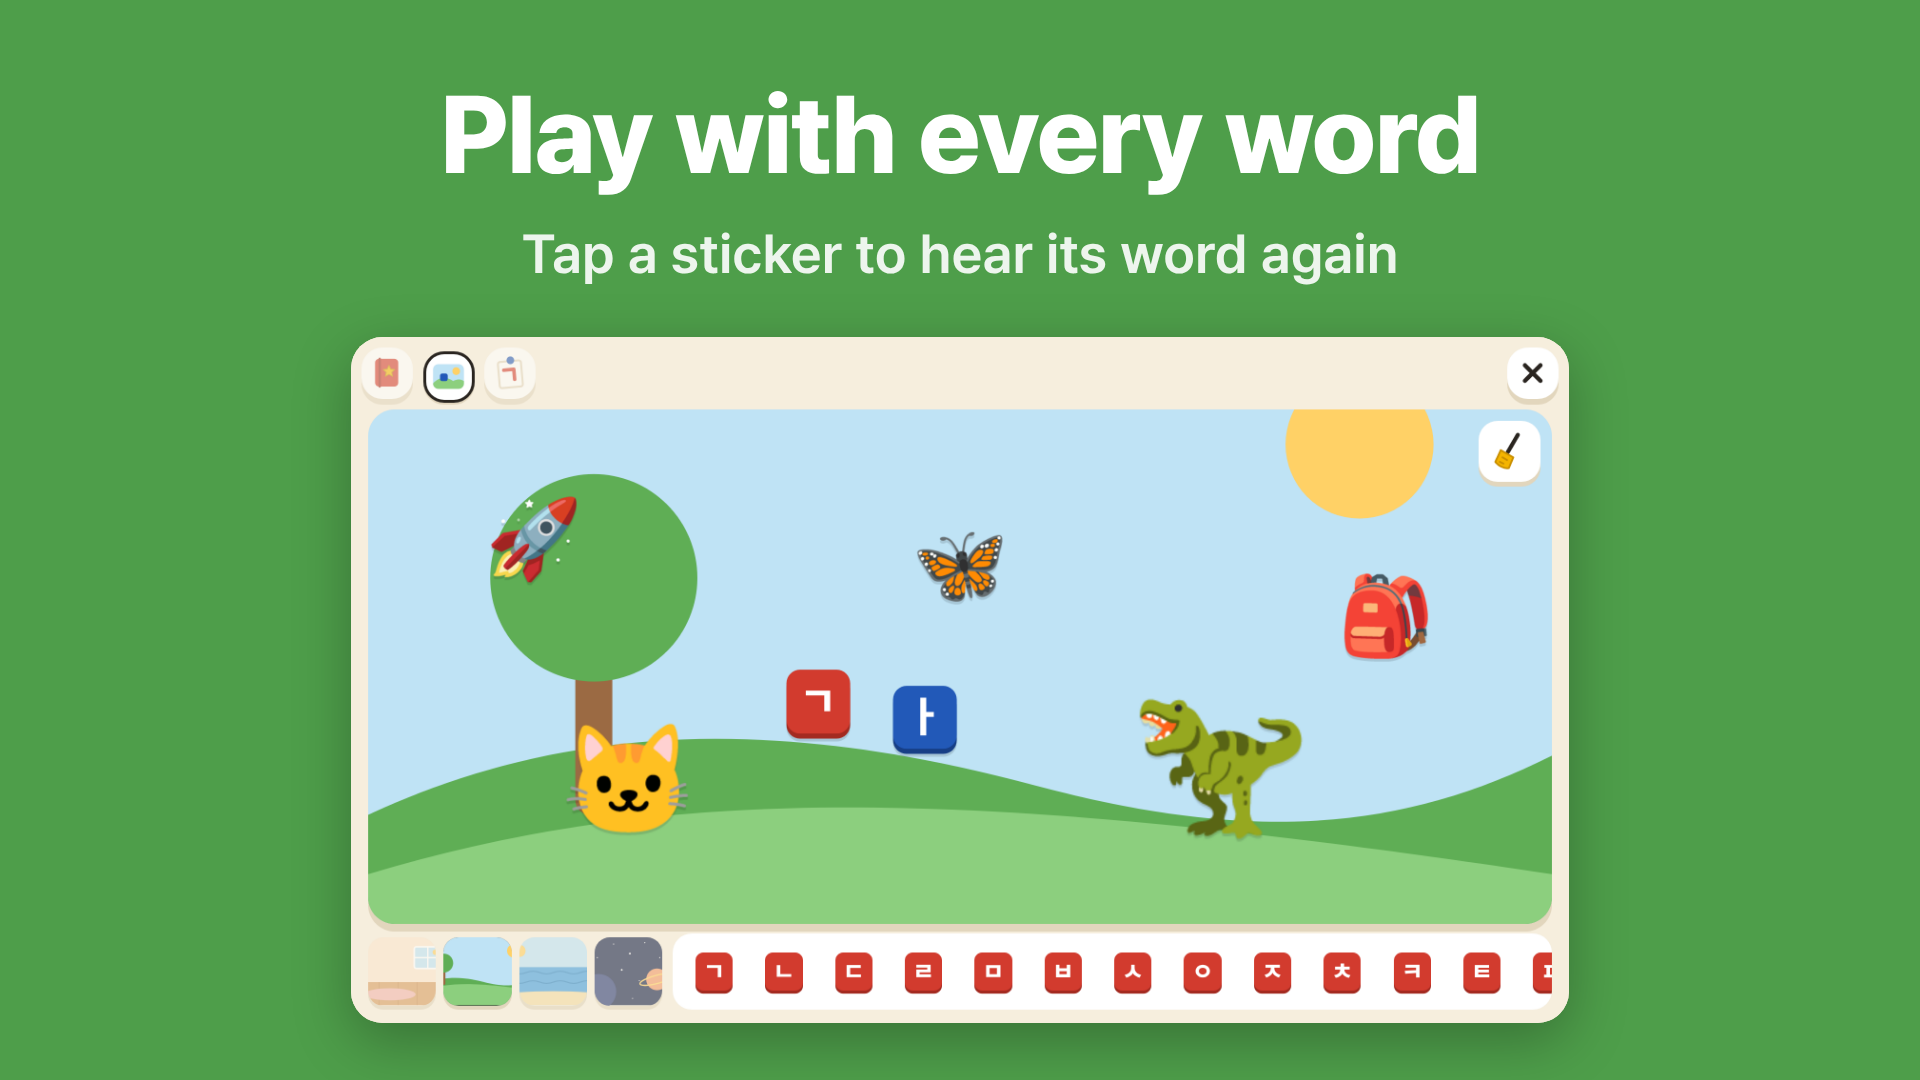 Play with every word
Tap a sticker to hear its word again
ㄱ
ㄱ ㅏ
ㄱ ㄴ ㄷ ㄹ ㅁ ㅂ ㅅ ㅇ ㅈ ㅊ ㅋ ㅌ